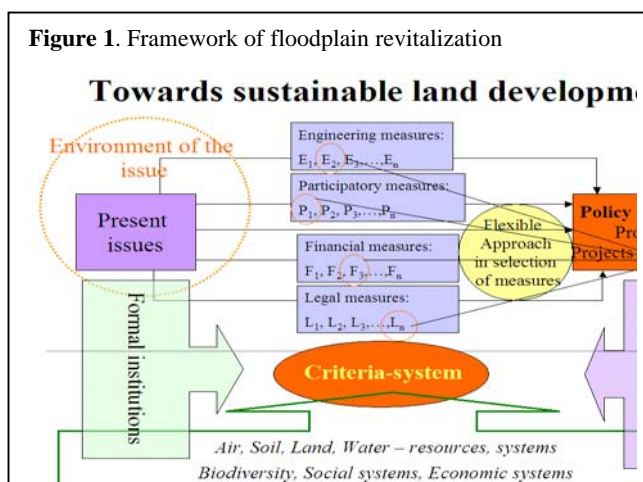 Figure 1. Framework of floodplain revitalization
Towards sustainable land developm
Environment of the
issue
Present
issues
Engineering measures:
E1, E2, E3,…,En
Participatory measures:
P1, P2, P3,…,Pn
Financial measures:
F1, F2, F3,…,Fn
Legal measures:
L1, L2, L3,…,Ln
Flexible
Approach
in selection
of measures
Policy
Pro
Projects
Formal institutions
Criteria-system
Air, Soil, Land, Water – resources, systems
Biodiversity, Social systems, Economic systems